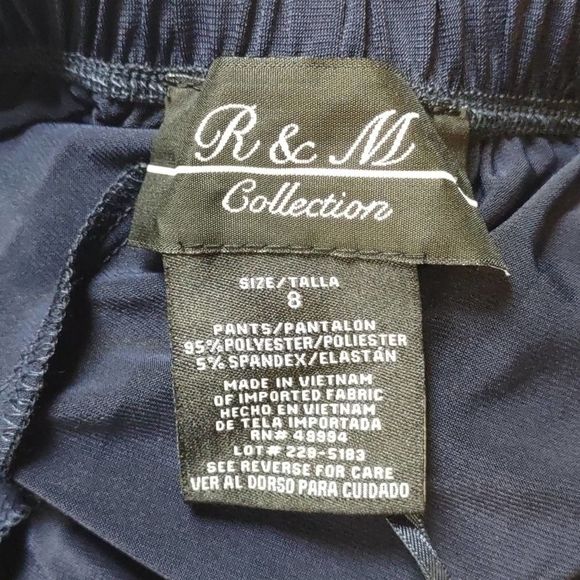 R & M
Collection
SIZE/TALLA
8
PANTS/PANTALON
95% POLYESTER/POLIESTER
5% SPANDEX/ELASTÁN
MADE IN VIETNAM
OF IMPORTED FABRIC
HECHO EN VIETNAM
DE TELA IMPORTADA
RN# 49994
LOT# 229-5183
SEE REVERSE FOR CARE
VER AL DORSO PARA CUIDADO